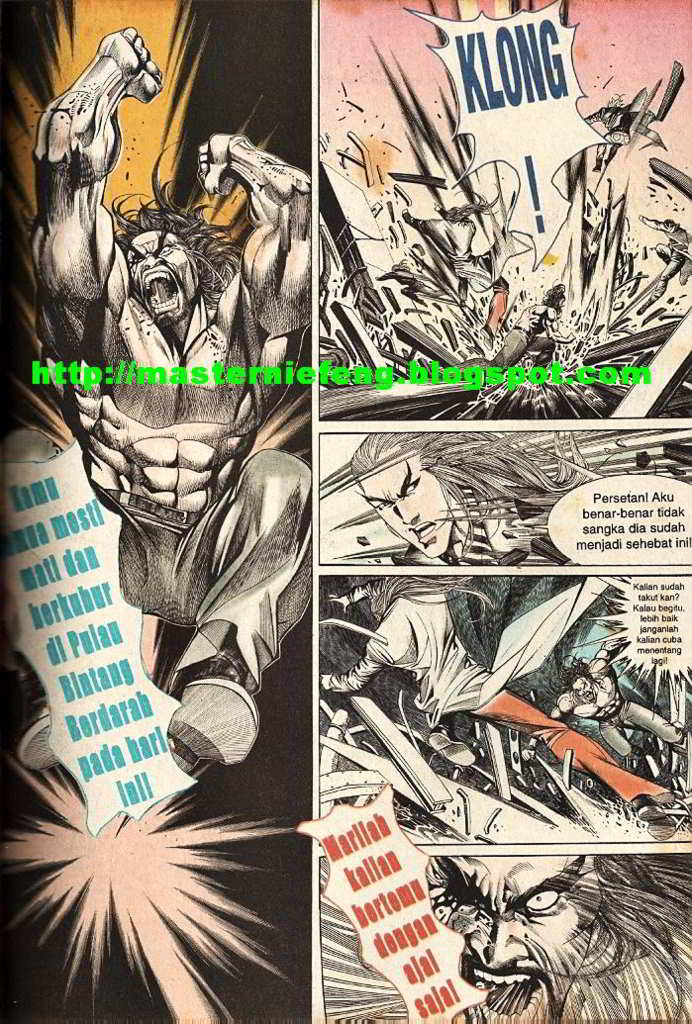 KLONG
!
http://masterniefeng.blogspot.com
Kamu
mesti
mati dan
berkubur
di Pulau
Bintang
Berdarah
pada hari
ini!!
Persetan! Aku
benar-benar tidak
sangka dia sudah
menjadi sehebat ini!
Kalian sudah
takut kan?
Kalau begitu,
lebih baik
janganlah
kalian cuba
menentang
lagi!
Marilah
kalian
bertemu
dengan
ajal
saja!